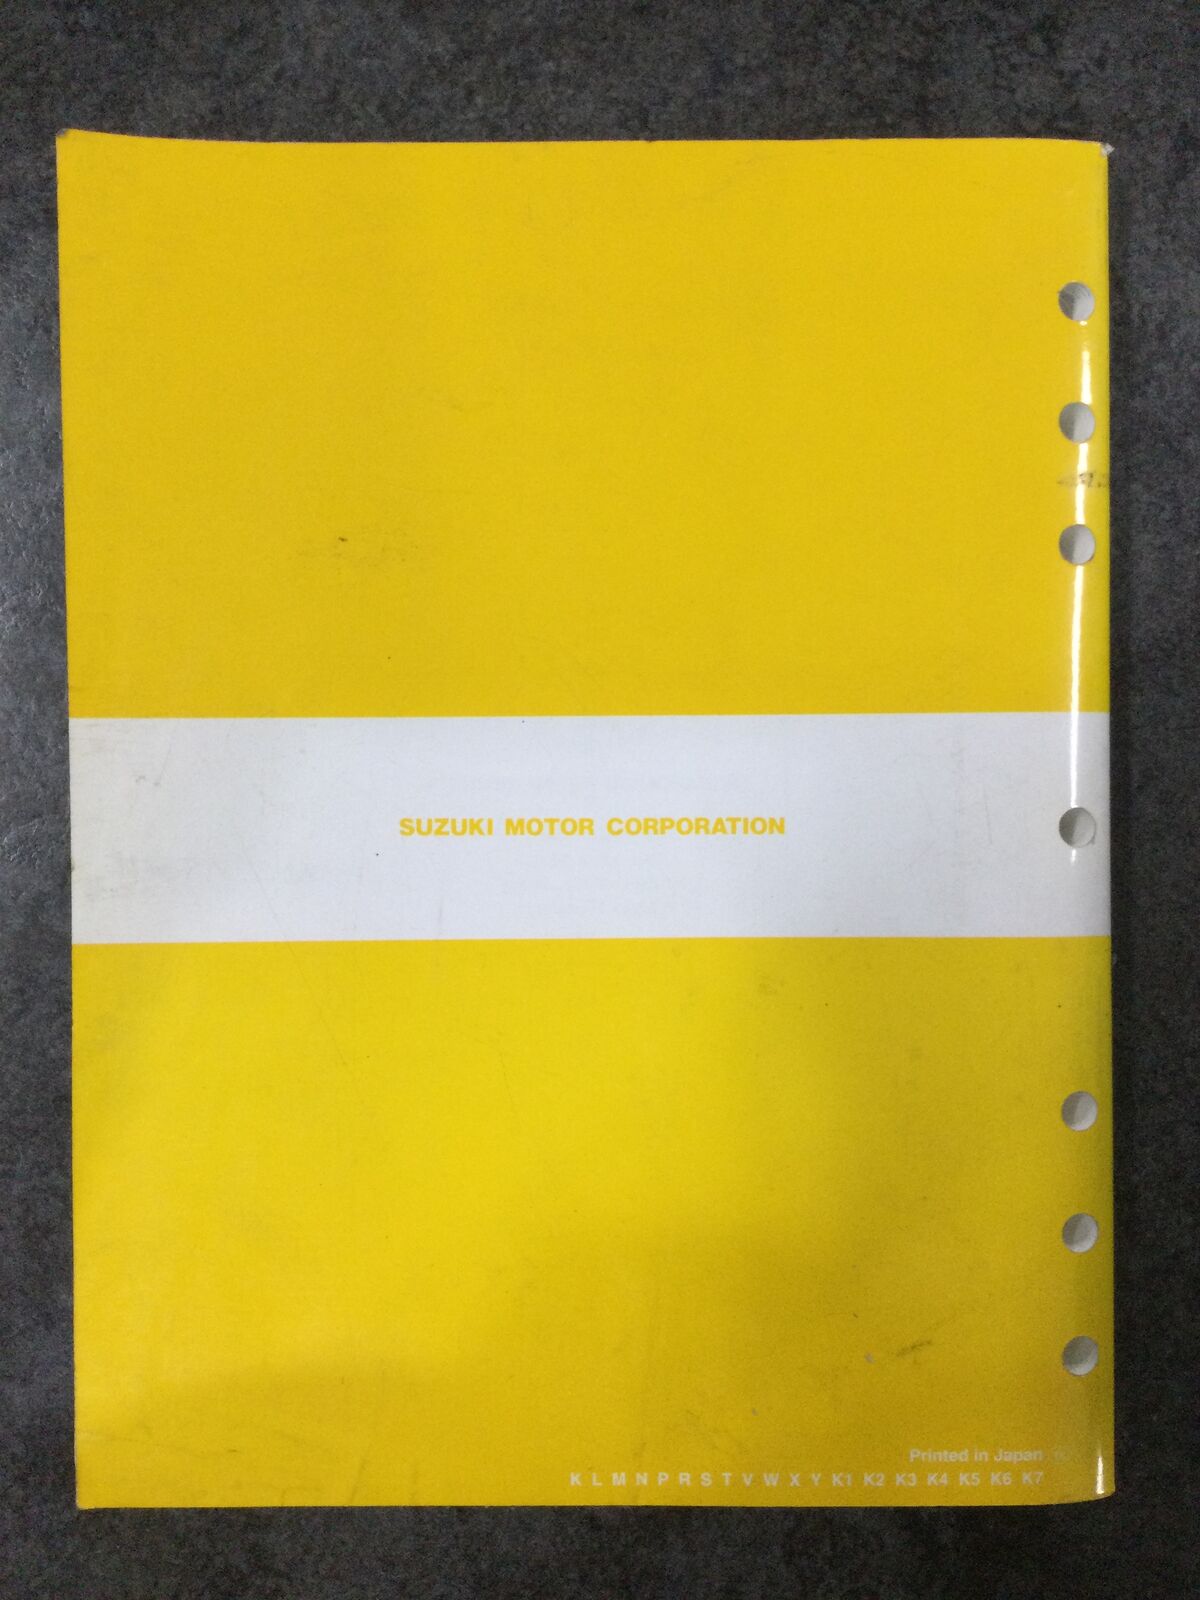 SUZUKI MOTOR CORPORATION
Printed in Japan
K L M N P R S T V W X Y K1 K2 K3 K4 K5 K6 K7